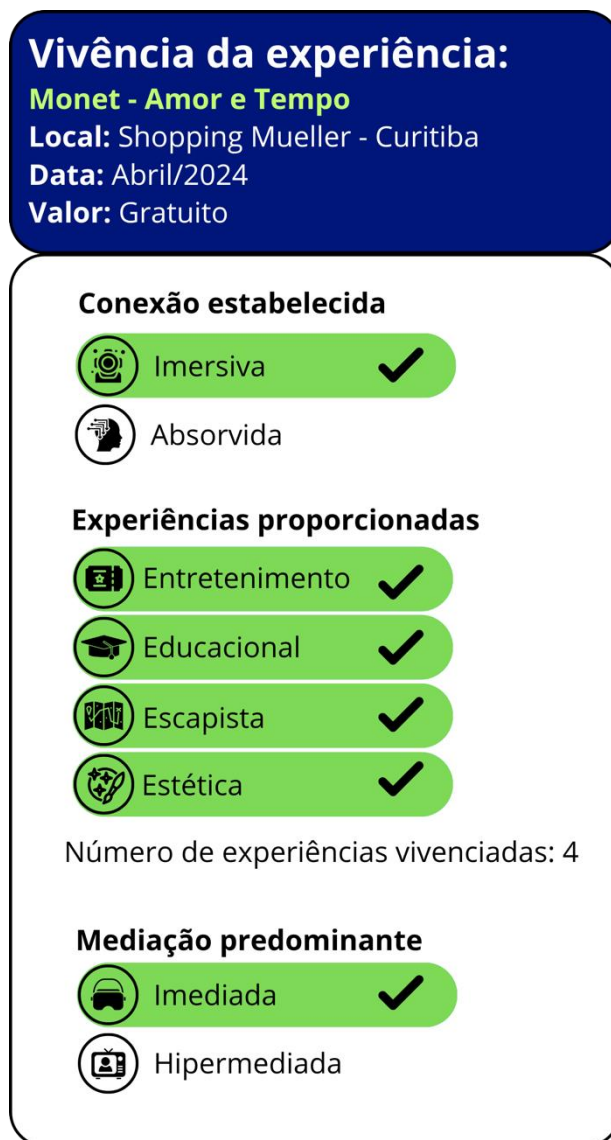 Vivência da experiência:
Monet - Amor e Tempo
Local: Shopping Mueller - Curitiba
Data: Abril/2024
Valor: Gratuito
Conexão estabelecida
Imersiva
Absorvida
Experiências proporcionadas
Entretenimento
Educacional
Escapista
Estética
Número de experiências vivenciadas: 4
Mediação predominante
Imediada
Hipermediada